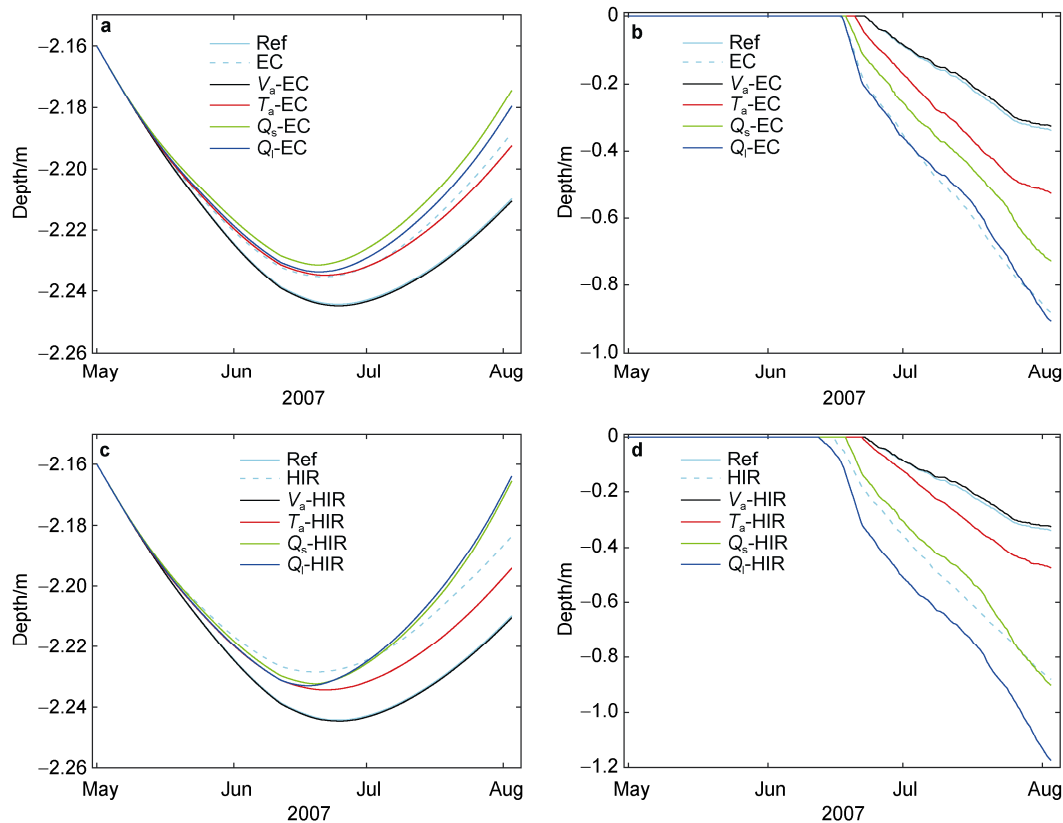 a
Ref
EC
Va-EC
Ta-EC
Qs-EC
Ql-EC
−2.16
−2.18
−2.20
−2.22
−2.24
−2.26
Depth/m
May
Jun
Jul
Aug
2007
b
Ref
EC
Va-EC
Ta-EC
Qs-EC
Ql-EC
0
−0.2
−0.4
−0.6
−0.8
−1.0
Depth/m
May
Jun
Jul
Aug
2007
c
Ref
HIR
Va-HIR
Ta-HIR
Qs-HIR
Ql-HIR
−2.16
−2.18
−2.20
−2.22
−2.24
−2.26
Depth/m
May
Jun
Jul
Aug
2007
d
Ref
HIR
Va-HIR
Ta-HIR
Qs-HIR
Ql-HIR
0
−0.2
−0.4
−0.6
−0.8
−1.0
−1.2
Depth/m
May
Jun
Jul
Aug
2007